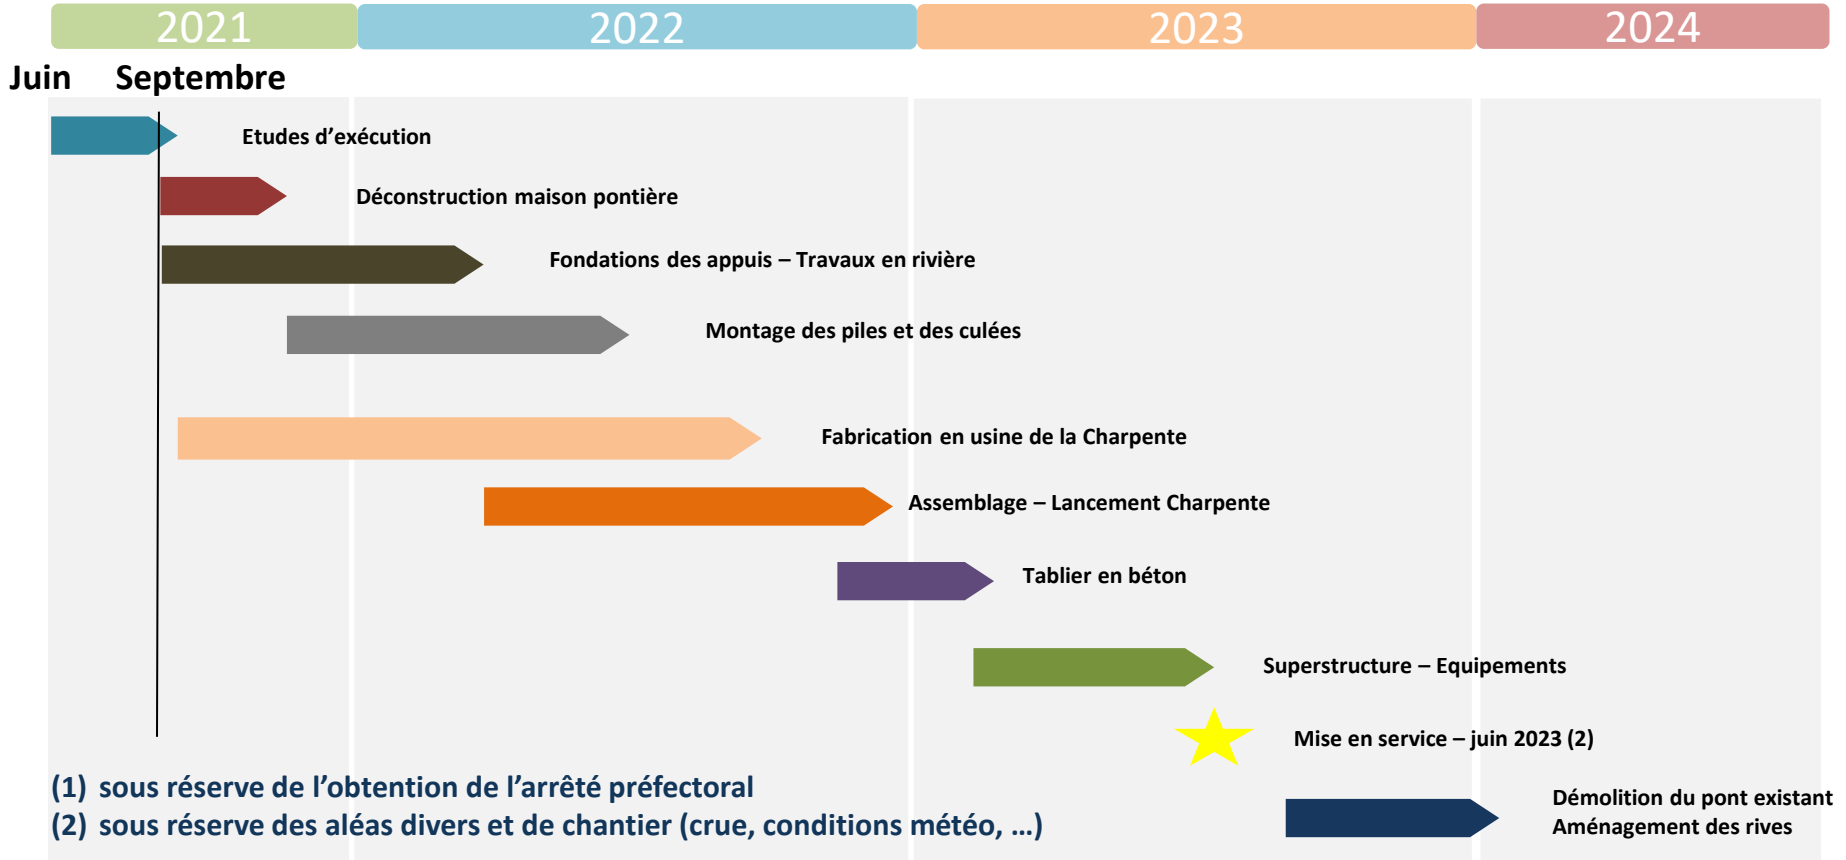 2021 2022 2023 2024
Juin Septembre
Etudes d’exécution
Déconstruction maison pontière
Fondations des appuis – Travaux en rivière
Montage des piles et des culées
Fabrication en usine de la Charpente
Assemblage – Lancement Charpente
Tablier en béton
Superstructure – Equipements
Mise en service – juin 2023 (2)
(1) sous réserve de l’obtention de l’arrêté préfectoral
(2) sous réserve des aléas divers et de chantier (crue, conditions météo, …)
Démolition du pont existant
Aménagement des rives